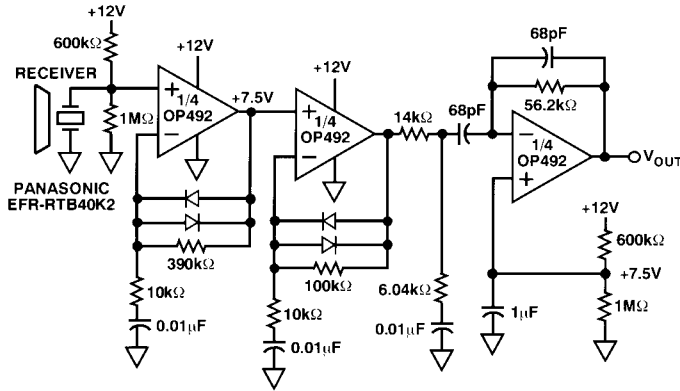 +12V
600kΩ
RECEIVER
1MΩ
PANASONIC
EFR-RTB40K2
+12V
+
1/4
OP492
−
+7.5V
390kΩ
10kΩ
0.01µF
+12V
+
1/4
OP492
−
100kΩ
10kΩ
0.01µF
14kΩ
6.04kΩ
0.01µF
68pF
68pF
56.2kΩ
−
1/4
OP492
+
VOUT
+12V
600kΩ
+7.5V
1µF
1MΩ